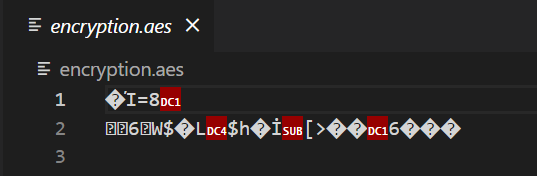 encryption.aes
encryption.aes
1 �Ί=8DC1
2 6W$�LDC4$h�İSUB[>��DC16���
3